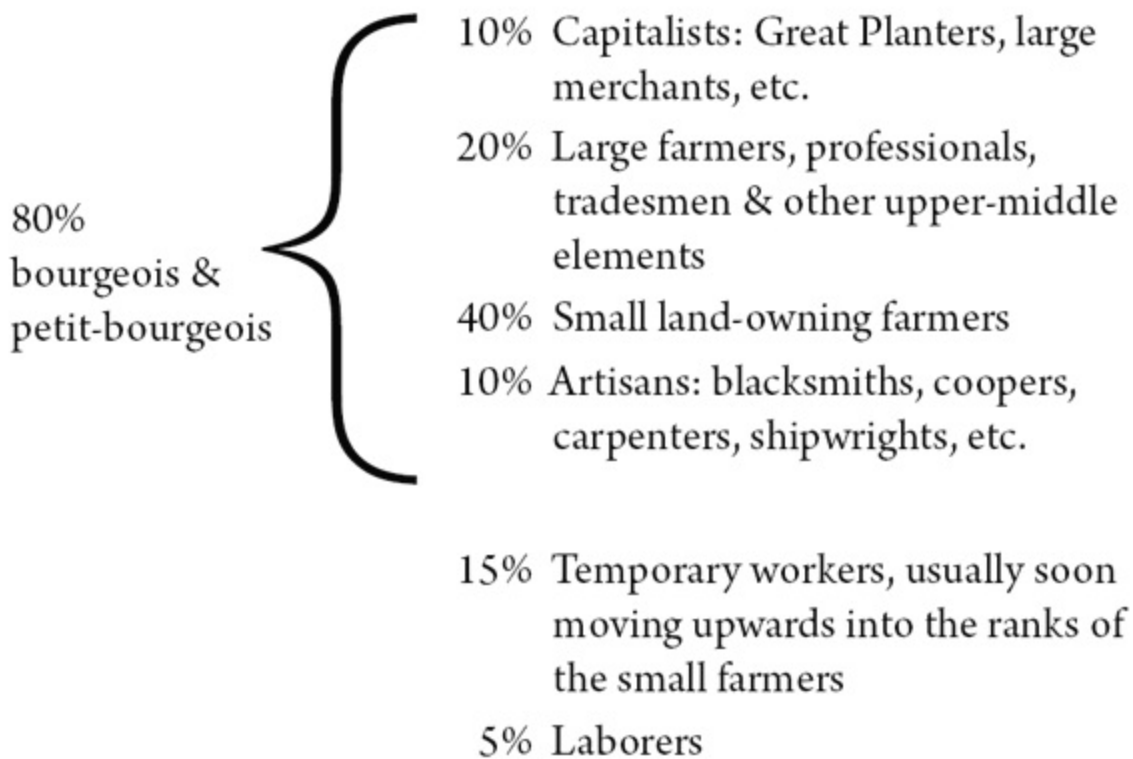 80%
bourgeois &
petit-bourgeois
10% Capitalists: Great Planters, large
merchants, etc.
20% Large farmers, professionals,
tradesmen & other upper-middle
elements
40% Small land-owning farmers
10% Artisans: blacksmiths, coopers,
carpenters, shipwrights, etc.
15% Temporary workers, usually soon
moving upwards into the ranks of
the small farmers
5% Laborers